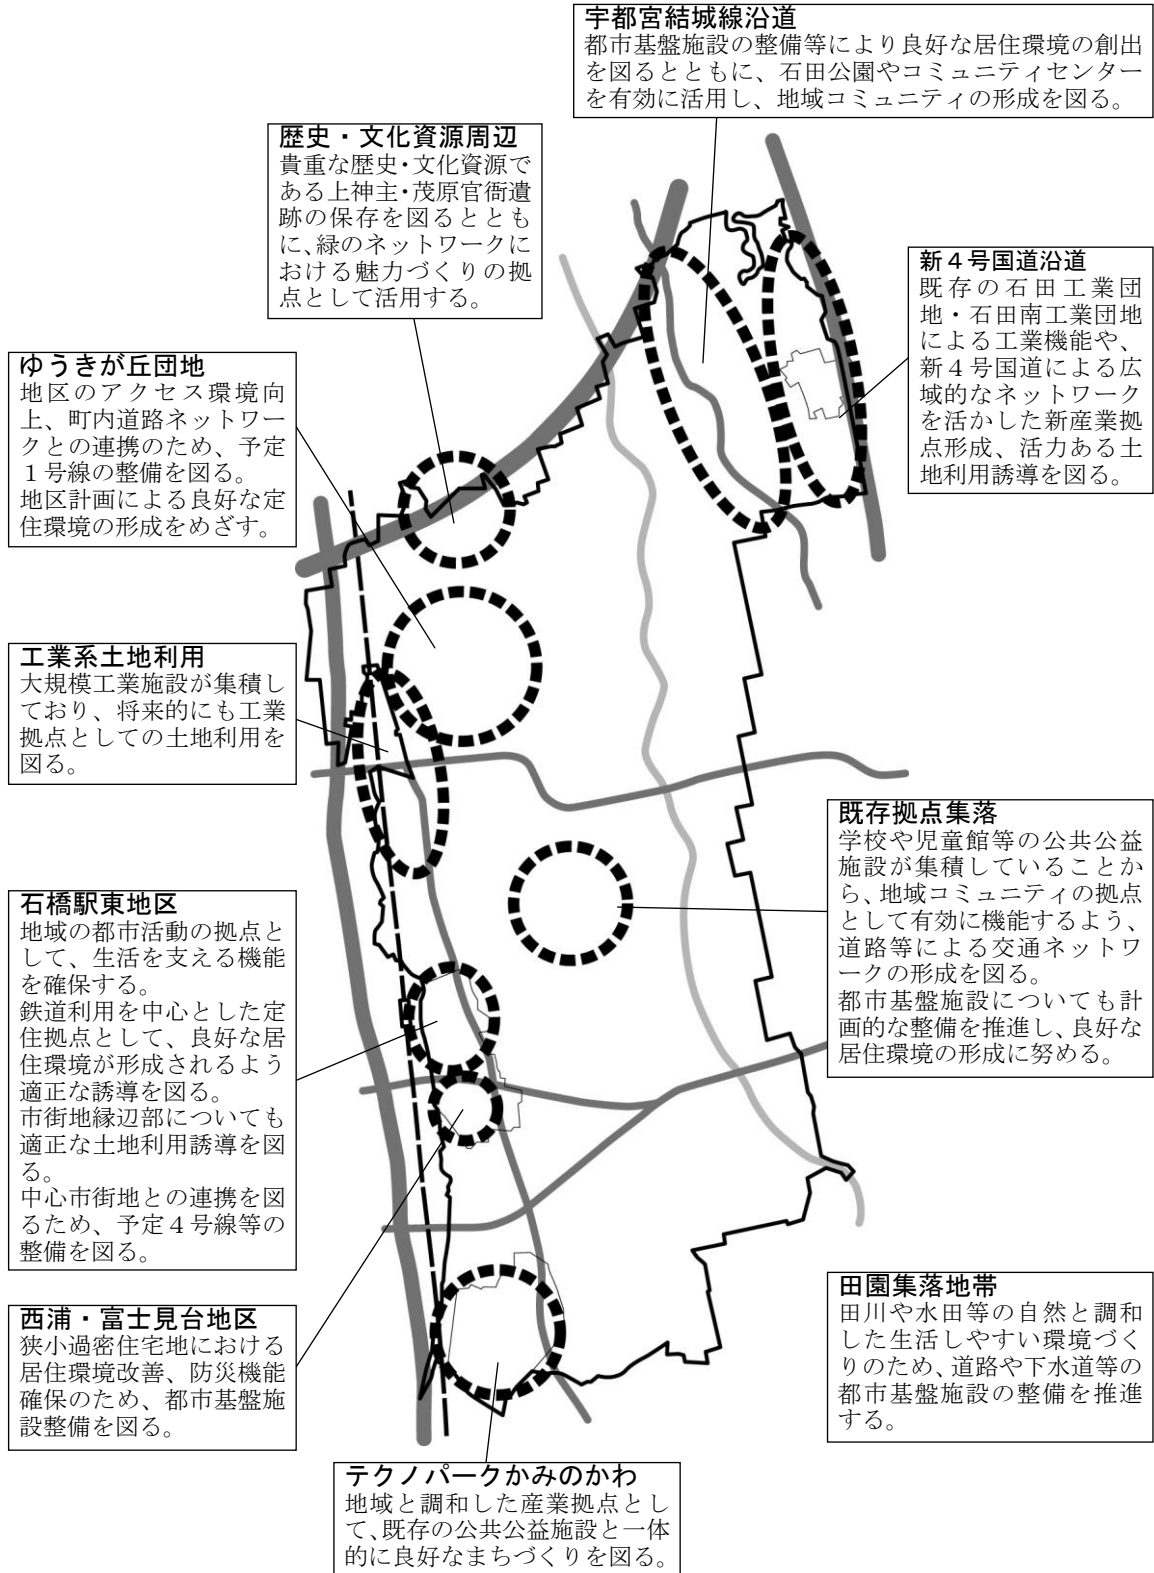 宇都宮結城線沿道
都市基盤施設の整備等により良好な居住環境の創出
を図るとともに、石田公園やコミュニティセンター
を有効に活用し、地域コミュニティの形成を図る。
歴史・文化資源周辺
貴重な歴史・文化資源で
ある上神主・茂原官衙遺
跡の保存を図るととも
に、緑のネットワークに
おける魅力づくりの拠
点として活用する。
新４号国道沿道
既存の石田工業団
地・石田南工業団地
による工業機能や、
新４号国道による広
域的なネットワーク
を活かした新産業拠
点形成、活力ある土
地利用誘導を図る。
ゆうきが丘団地
地区のアクセス環境向
上、町内道路ネットワー
クとの連携のため、予定
１号線の整備を図る。
地区計画による良好な定
住環境の形成をめざす。
工業系土地利用
大規模工業施設が集積し
ており、将来的にも工業
拠点としての土地利用を
図る。
既存拠点集落
学校や児童館等の公共公益
施設が集積していることか
ら、地域コミュニティの拠点
として有効に機能するよう、
道路等による交通ネットワ
ークの形成を図る。
都市基盤施設についても計
画的な整備を推進し、良好な
居住環境の形成に努める。
石橋駅東地区
地域の都市活動の拠点と
して、生活を支える機能
を確保する。
鉄道利用を中心とした定
住拠点として、良好な居
住環境が形成されるよう
適正な誘導を図る。
市街地縁辺部についても
適正な土地利用誘導を図
る。
中心市街地との連携を図
るため、予定４号線等の
整備を図る。
西浦・富士見台地区
狭小過密住宅地における
居住環境改善、防災機能
確保のため、都市基盤施
設整備を図る。
田園集落地帯
田川や水田等の自然と調和
した生活しやすい環境づく
りのため、道路や下水道等の
都市基盤施設の整備を推進
する。
テクノパークかみのかわ
地域と調和した産業拠点とし
て、既存の公共公益施設と一体
的に良好なまちづくりを図る。